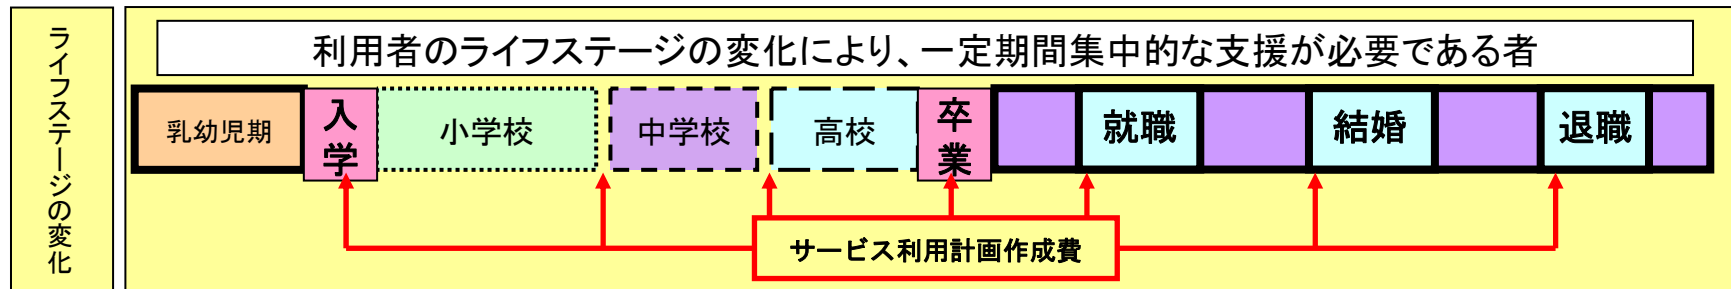 ライフステージの変化
利用者のライフステージの変化により、一定期間集中的な支援が必要である者
乳幼児期
入学
小学校
中学校
高校
卒業
就職
結婚
退職
サービス利用計画作成費